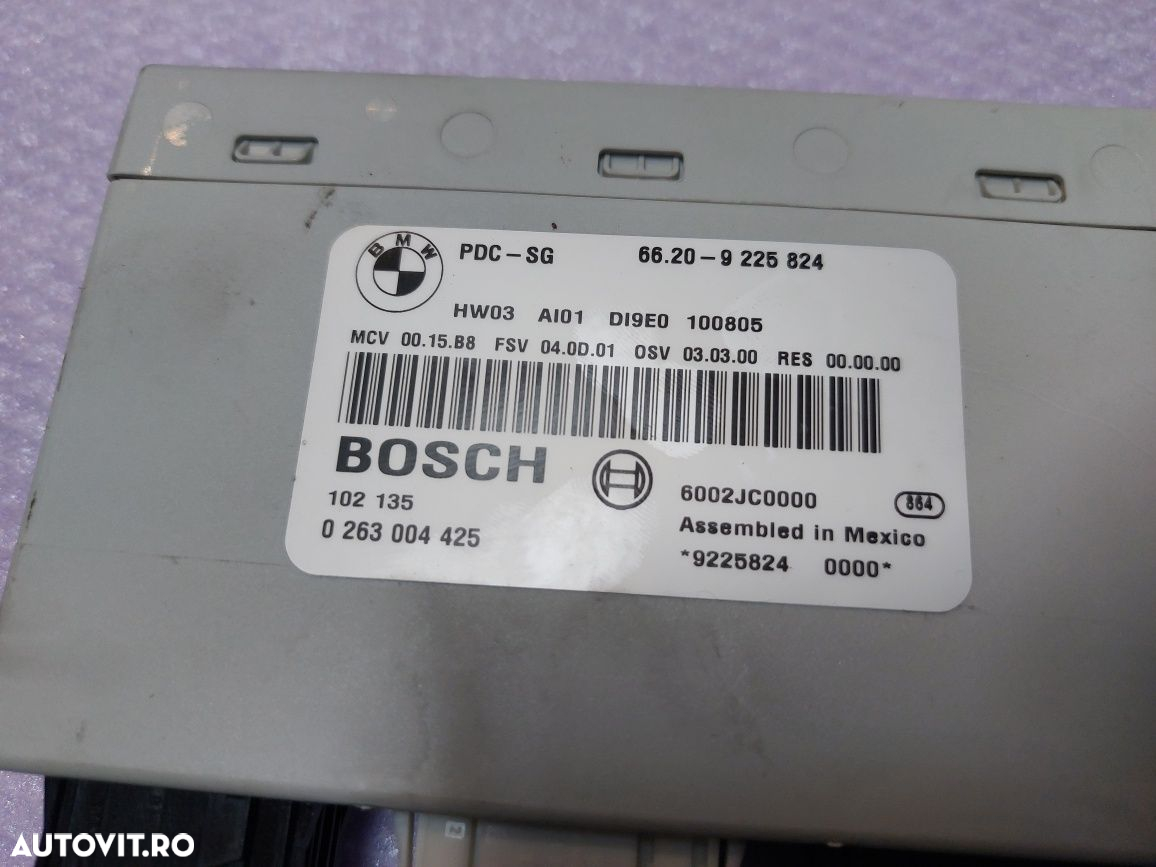 BMW PDC-SG 66.20-9 225 824
HW03 AI01 DI9E0 100805
MCV 00.15.B8 FSV 04.0D.01 OSV 03.03.00 RES 00.00.00
BOSCH
102 135
0 263 004 425
6002JC0000 864
Assembled in Mexico
*9225824 0000*
AUTOVIT.RO